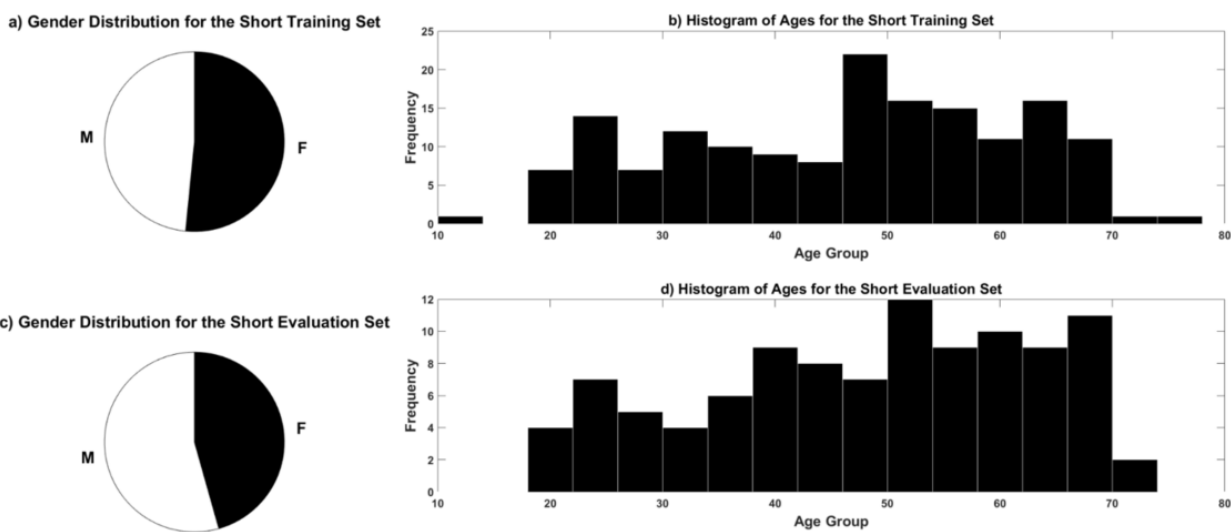 a) Gender Distribution for the Short Training Set
M
F
b) Histogram of Ages for the Short Training Set
Frequency
25
20
15
10
5
0
10 20 30 40 50 60 70 80
Age Group
c) Gender Distribution for the Short Evaluation Set
F
M
d) Histogram of Ages for the Short Evaluation Set
Frequency
12
10
8
6
4
2
0
10 20 30 40 50 60 70 80
Age Group